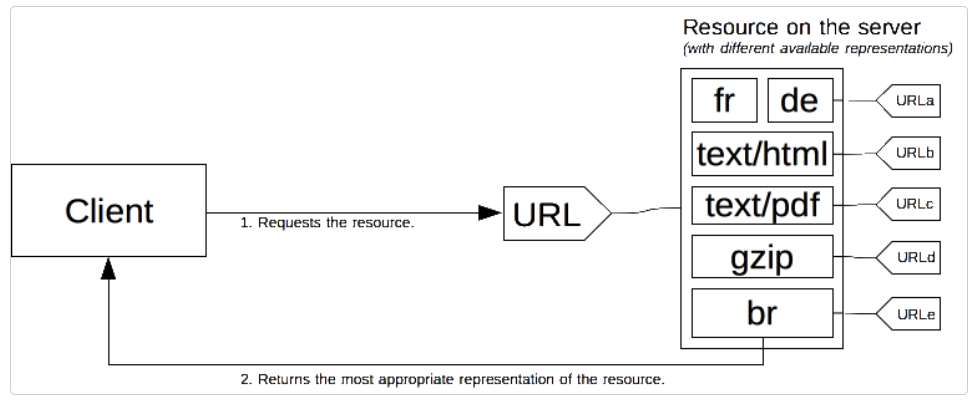 Resource on the server
(with different available representations)
fr
de
URLa
text/html
URLb
Client
1. Requests the resource.
URL
text/pdf
URLc
gzip
URLd
br
URLe
2. Returns the most appropriate representation of the resource.